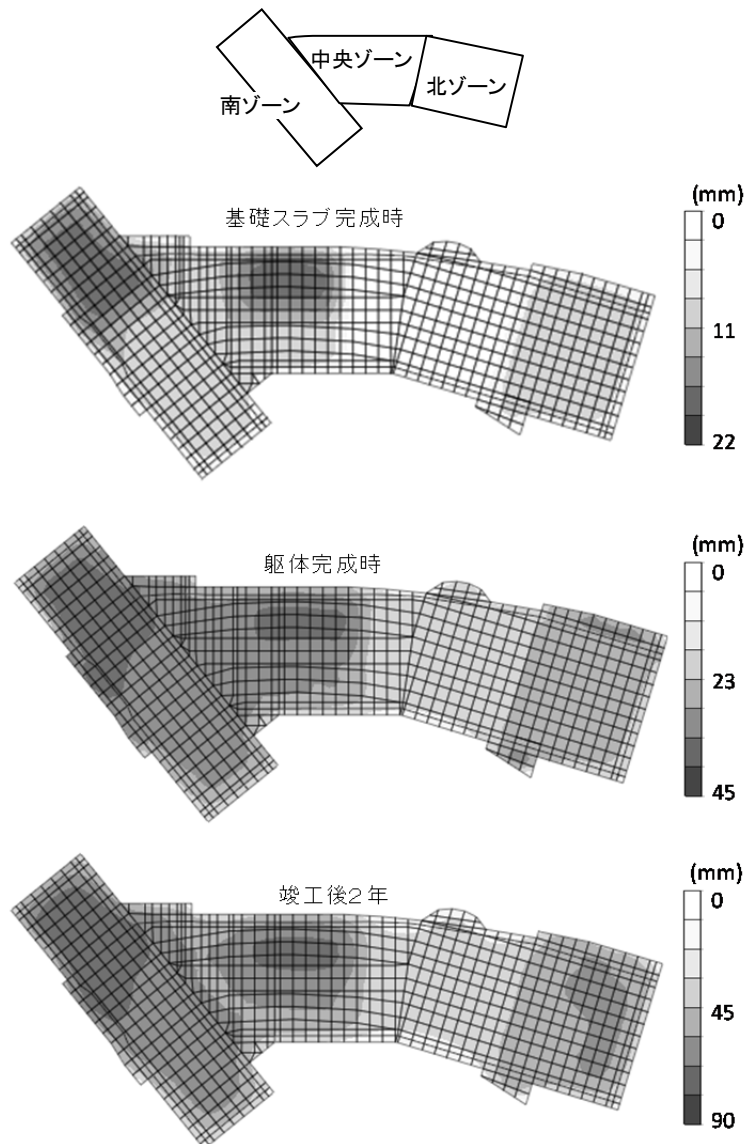 中央ゾーン
北ゾーン
南ゾーン
基礎スラブ完成時
(mm)
0
11
22
躯体完成時
(mm)
0
23
45
竣工後2年
(mm)
0
45
90